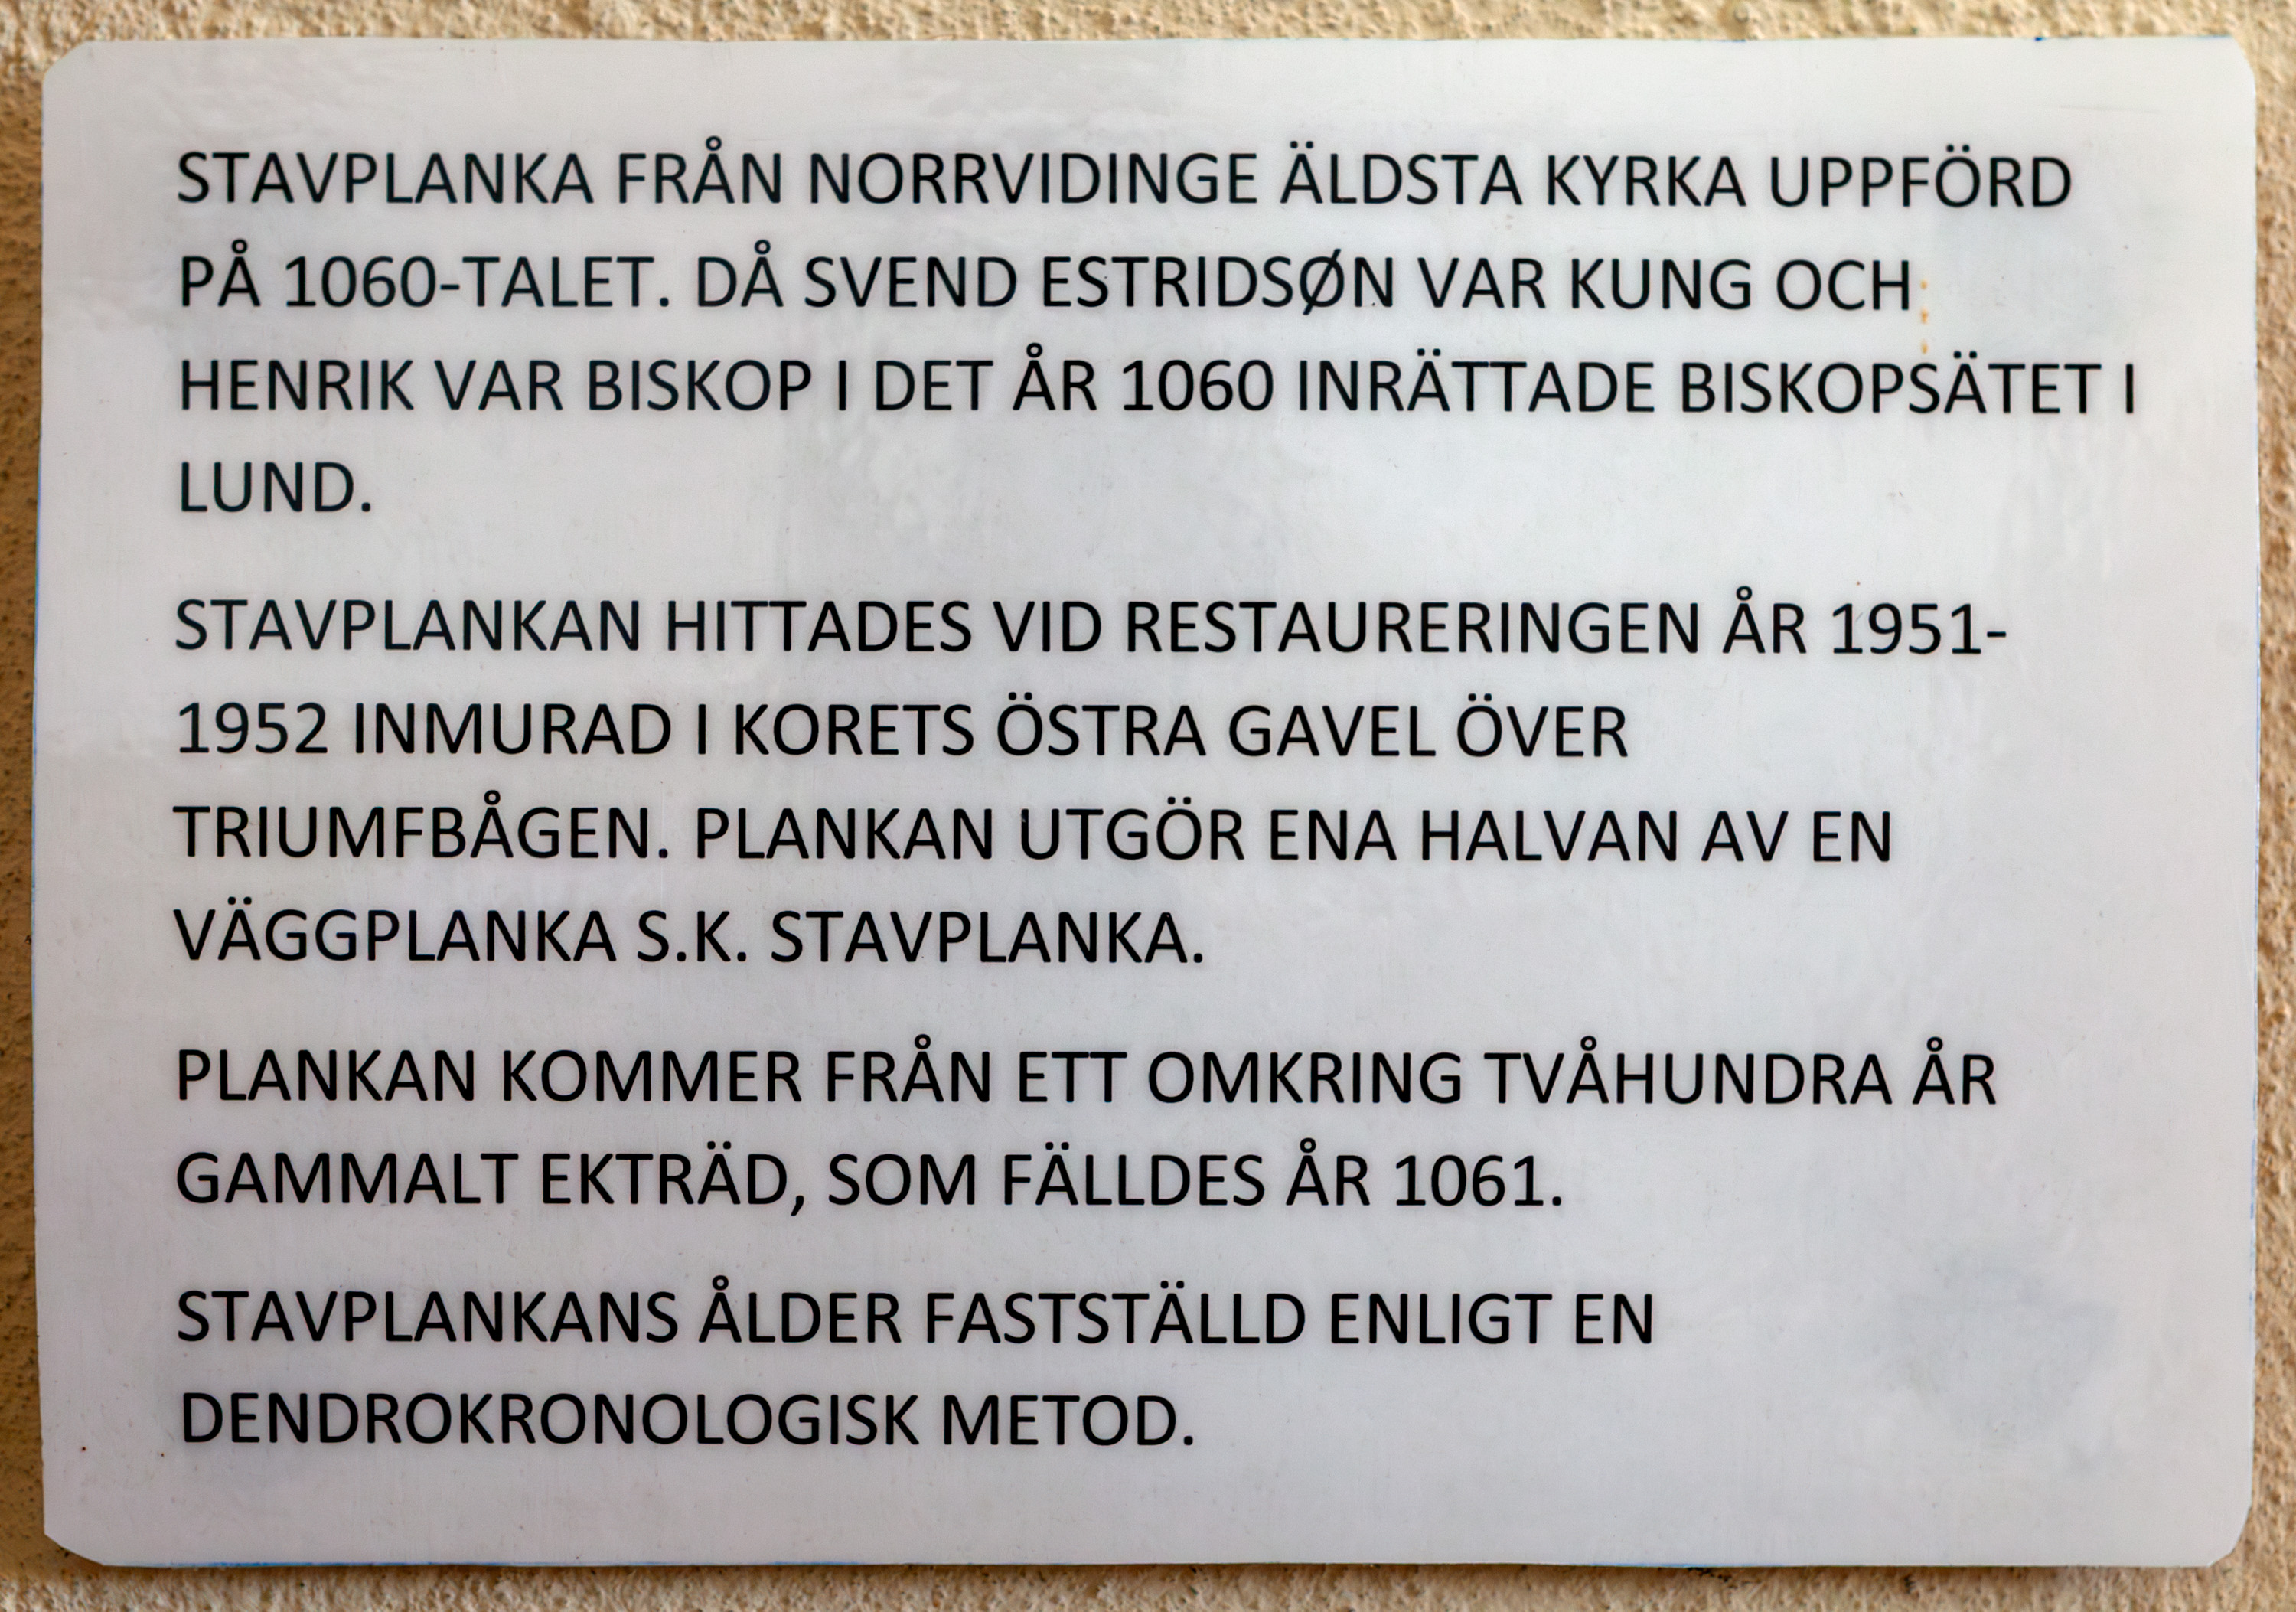 STAVPLANKA FRÅN NORRVIDINGE ÄLDSTA KYRKA UPPFÖRD
PÅ 1060-TALET. DÅ SVEND ESTRIDSØN VAR KUNG OCH
HENRIK VAR BISKOP I DET ÅR 1060 INRÄTTADE BISKOPSÄTET I
LUND.
STAVPLANKAN HITTADES VID RESTAURERINGEN ÅR 1951-
1952 INMURAD I KORETS ÖSTRA GAVEL ÖVER
TRIUMFBÅGEN. PLANKAN UTGÖR ENA HALVAN AV EN
VÄGGPLANKA S.K. STAVPLANKA.
PLANKAN KOMMER FRÅN ETT OMKRING TVÅHUNDRA ÅR
GAMMALT EKTRÄD, SOM FÄLLDES ÅR 1061.
STAVPLANKANS ÅLDER FASTSTÄLLD ENLIGT EN
DENDROKRONOLOGISK METOD.